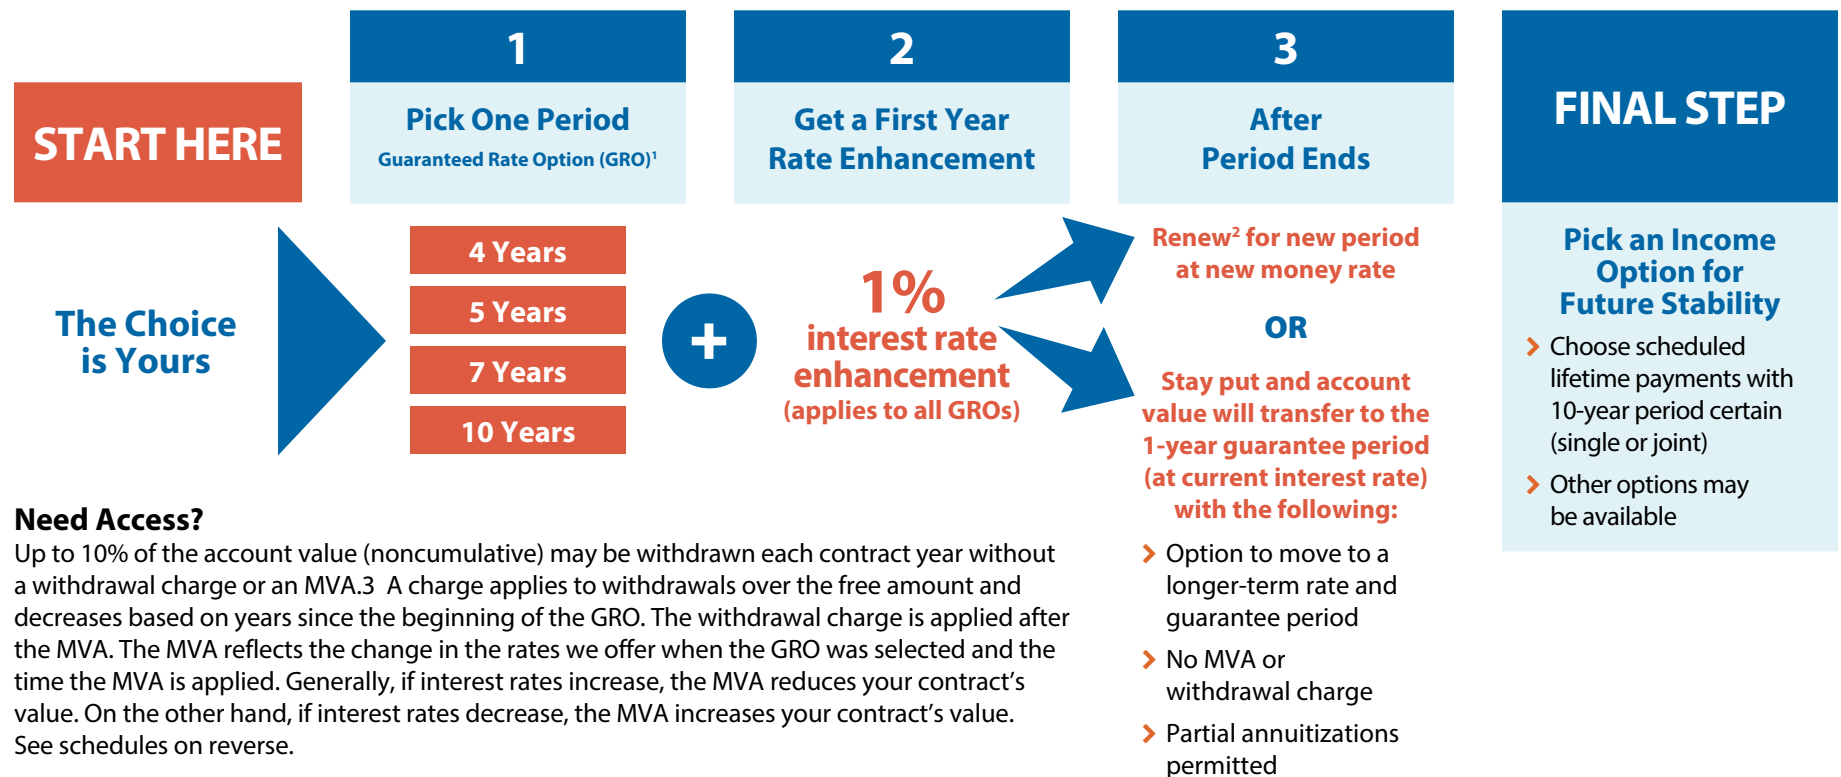 START HERE
The Choice
is Yours
1
Pick One Period
Guaranteed Rate Option (GRO)¹
4 Years
5 Years
7 Years
10 Years
+
2
Get a First Year
Rate Enhancement
1%
interest rate
enhancement
(applies to all GROs)
3
After
Period Ends
Renew² for new period
at new money rate
OR
Stay put and account
value will transfer to the
1-year guarantee period
(at current interest rate)
with the following:
Option to move to a
longer-term rate and
guarantee period
No MVA or
withdrawal charge
Partial annuitizations
permitted
FINAL STEP
Pick an Income
Option for
Future Stability
Choose scheduled
lifetime payments with
10-year period certain
(single or joint)
Other options may
be available
Need Access?
Up to 10% of the account value (noncumulative) may be withdrawn each contract year without
a withdrawal charge or an MVA.3 A charge applies to withdrawals over the free amount and
decreases based on years since the beginning of the GRO. The withdrawal charge is applied after
the MVA. The MVA reflects the change in the rates we offer when the GRO was selected and the
time the MVA is applied. Generally, if interest rates increase, the MVA reduces your contract’s
value. On the other hand, if interest rates decrease, the MVA increases your contract’s value.
See schedules on reverse.